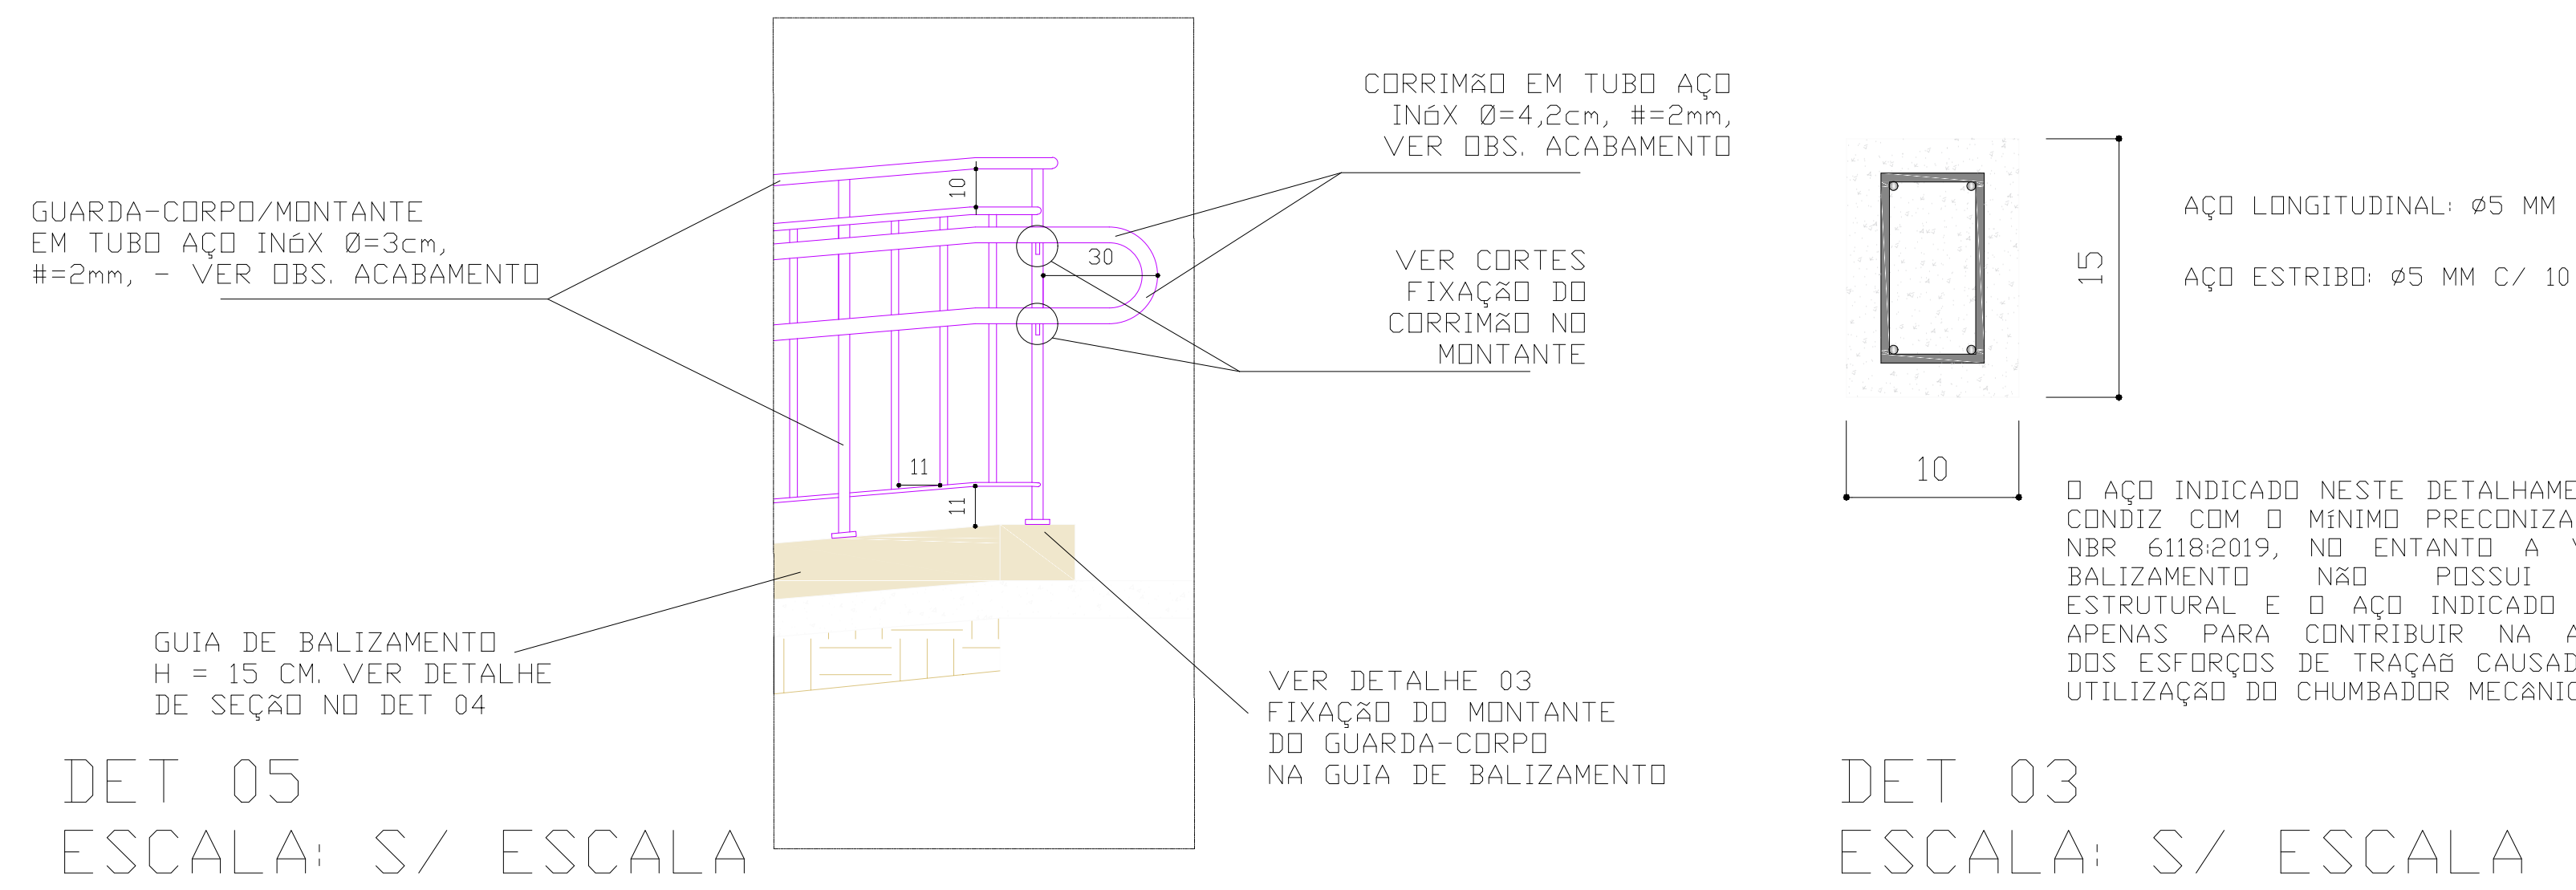 GUARDA-CORPO/MONTANTE
EM TUBO AÇO INóX Ø=3cm,
#=2mm, - VER OBS. ACABAMENTO
CORRIMãO EM TUBO AÇO
INóX Ø=4,2cm, #=2mm,
VER OBS. ACABAMENTO
VER CORTES
FIXAÇãO DO
CORRIMãO NO
MONTANTE
10
30
11
11
GUIA DE BALIZAMENTO
H = 15 CM. VER DETALHE
DE SEÇãO NO DET 04
VER DETALHE 03
FIXAÇãO DO MONTANTE
DO GUARDA-CORPO
NA GUIA DE BALIZAMENTO
DET 05
ESCALA: S/ ESCALA
15
10
AÇO LONGITUDINAL: Ø5 MM
AÇO ESTRIBO: Ø5 MM C/ 10
O AÇO INDICADO NESTE DETALHAME
CONDIZ COM O MíNIMO PRECONIZA
NBR 6118:2019, NO ENTANTO A V
BALIZAMENTO NãO POSSUI
ESTRUTURAL E O AÇO INDICADO
APENAS PARA CONTRIBUIR NA A
DOS ESFORÇOS DE TRAÇAõ CAUSAD
UTILIZAÇãO DO CHUMBADOR MECâNIC
DET 03
ESCALA: S/ ESCALA